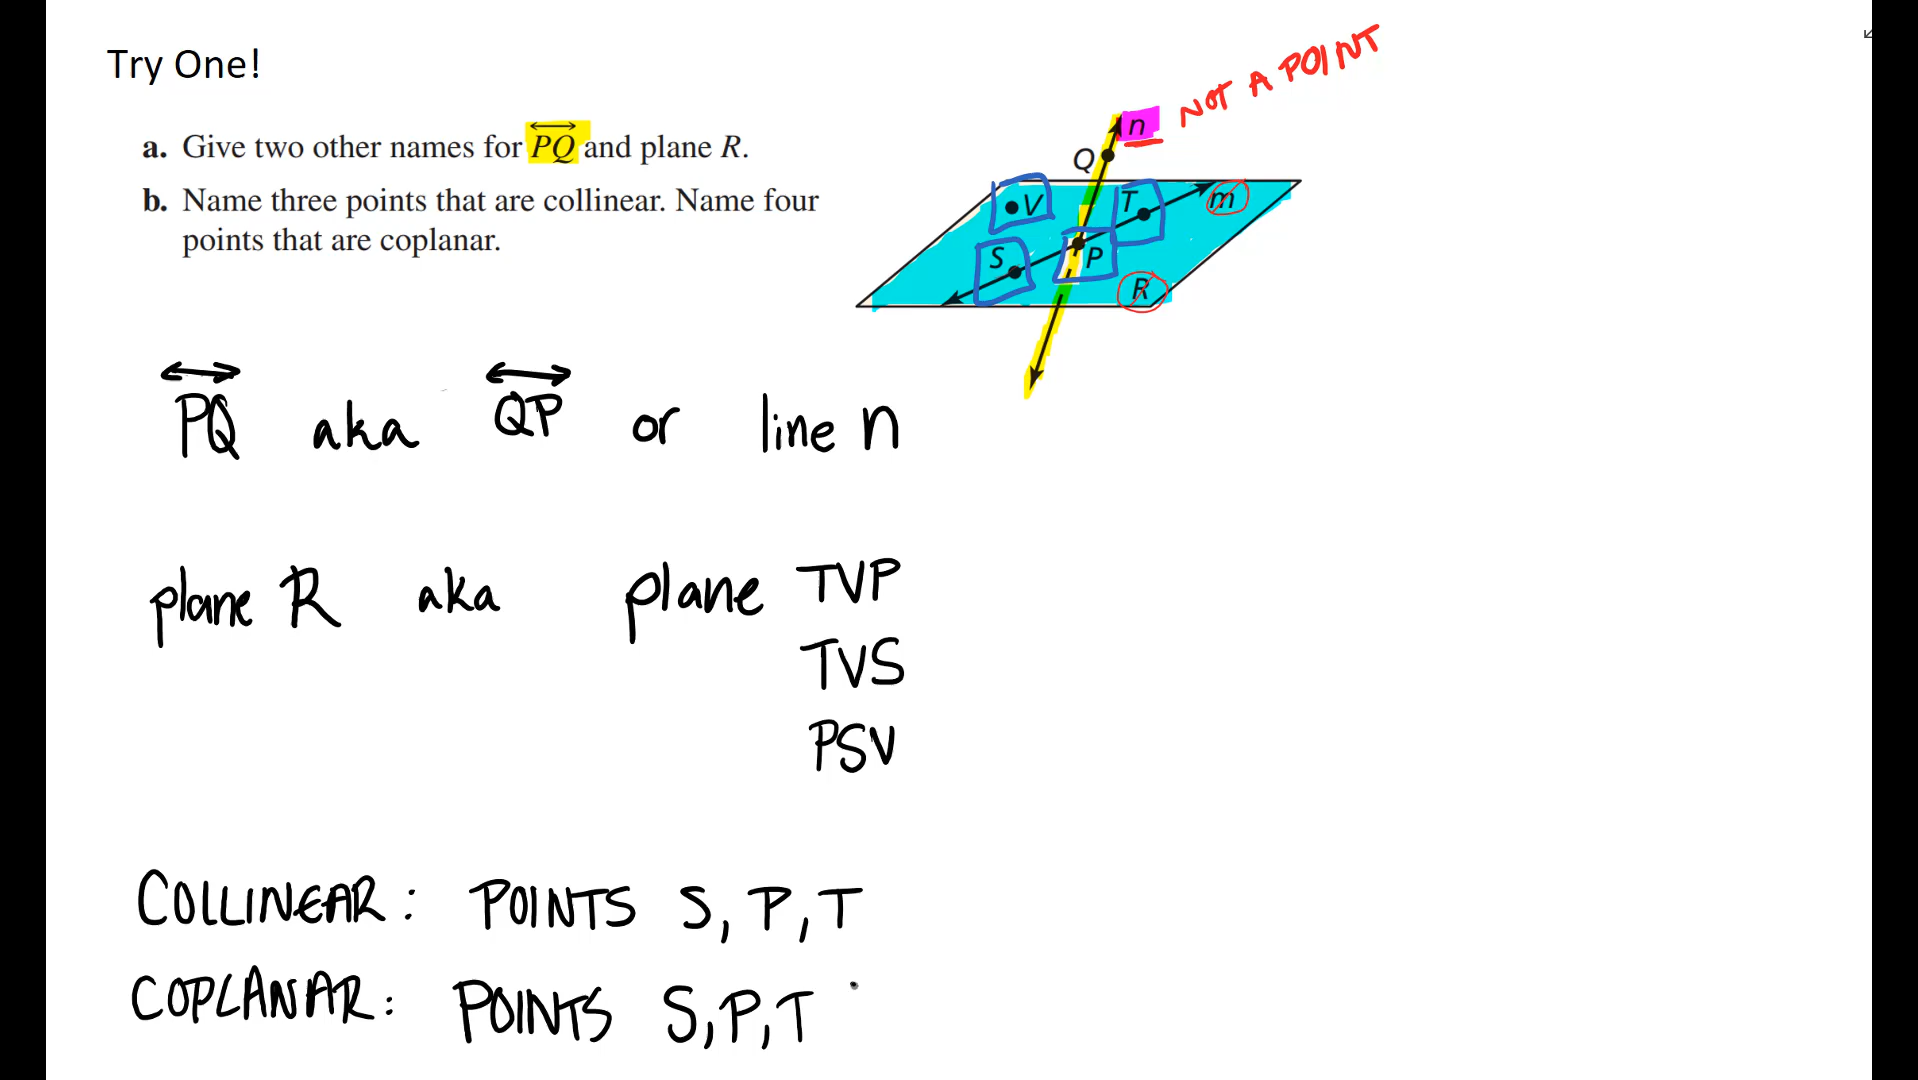 Try One!
a. Give two other names for PQ and plane R.
b. Name three points that are collinear. Name four
points that are coplanar.
n NOT A POINT
Q
V T m
S P R
PQ aka QP or line n
plane R aka plane TVP
TVS
PSV
COLLINEAR: POINTS S, P, T
COPLANAR: POINTS S, P, T